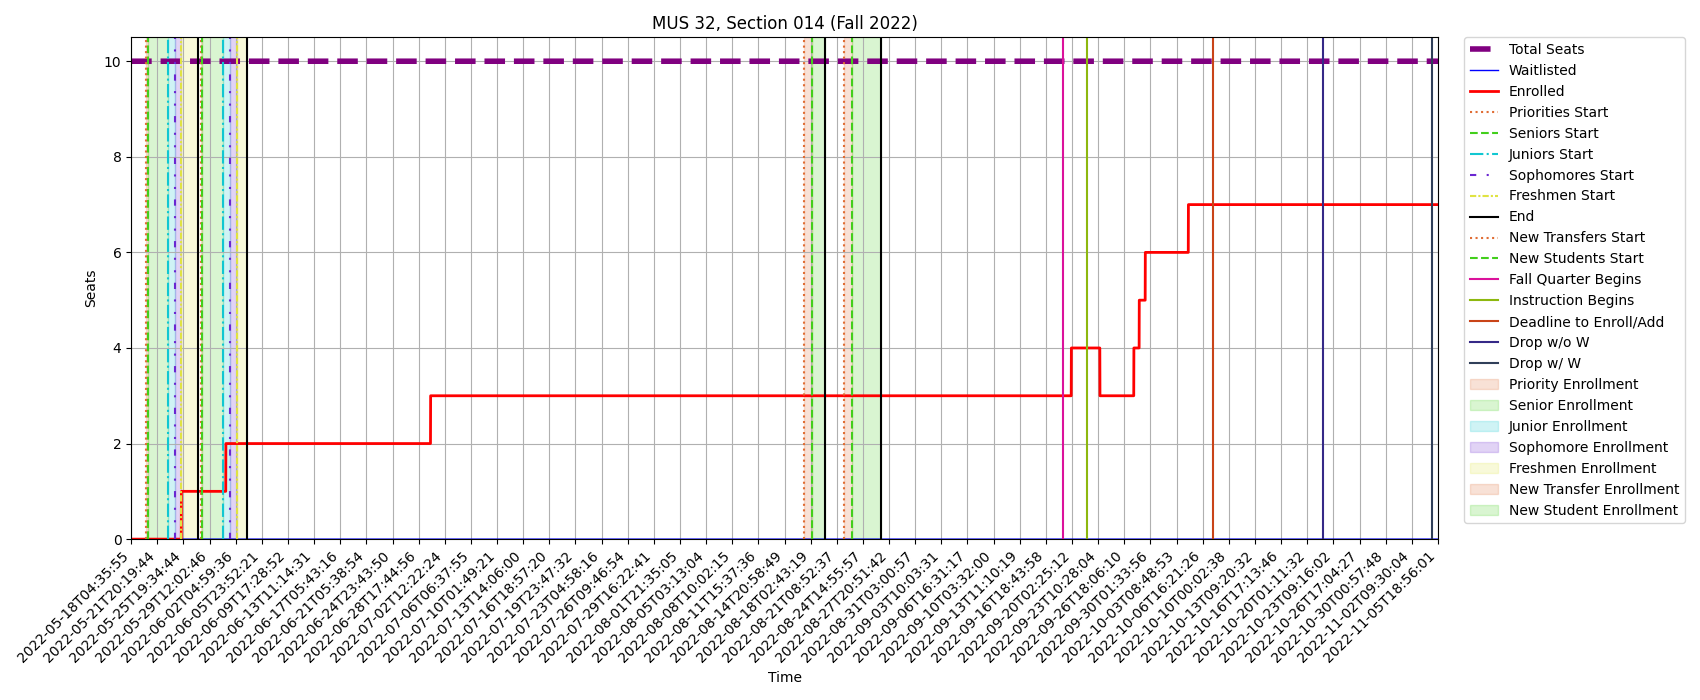 MUS 32, Section 014 (Fall 2022)
10
8
6
4
2
0
Seats
2022-05-18T04:35:55
2022-05-21T20:19:44
2022-05-25T19:34:44
2022-05-29T12:02:46
2022-06-02T04:59:36
2022-06-05T23:52:21
2022-06-09T17:28:52
2022-06-13T11:14:31
2022-06-17T05:43:16
2022-06-21T05:38:54
2022-06-24T23:43:50
2022-06-28T17:44:56
2022-07-02T12:22:24
2022-07-06T06:37:55
2022-07-10T01:49:21
2022-07-13T14:06:00
2022-07-16T18:57:20
2022-07-19T23:47:32
2022-07-23T04:58:16
2022-07-26T09:46:54
2022-07-29T16:22:41
2022-08-01T21:35:05
2022-08-05T03:13:04
2022-08-08T10:02:15
2022-08-11T15:37:36
2022-08-14T20:58:49
2022-08-18T02:43:19
2022-08-21T08:52:37
2022-08-24T14:55:57
2022-08-27T20:51:42
2022-08-31T03:00:57
2022-09-03T10:03:31
2022-09-06T16:31:17
2022-09-10T03:32:00
2022-09-13T11:10:19
2022-09-16T18:43:58
2022-09-20T02:25:12
2022-09-23T10:28:04
2022-09-26T18:06:10
2022-09-30T01:33:56
2022-10-03T08:48:53
2022-10-06T16:21:26
2022-10-10T00:02:38
2022-10-13T09:20:32
2022-10-16T17:13:46
2022-10-20T01:11:32
2022-10-23T09:16:02
2022-10-26T17:04:27
2022-10-30T00:57:48
2022-11-02T09:30:04
2022-11-05T18:56:01
Time
Total Seats
Waitlisted
Enrolled
Priorities Start
Seniors Start
Juniors Start
Sophomores Start
Freshmen Start
End
New Transfers Start
New Students Start
Fall Quarter Begins
Instruction Begins
Deadline to Enroll/Add
Drop w/o W
Drop w/ W
Priority Enrollment
Senior Enrollment
Junior Enrollment
Sophomore Enrollment
Freshmen Enrollment
New Transfer Enrollment
New Student Enrollment